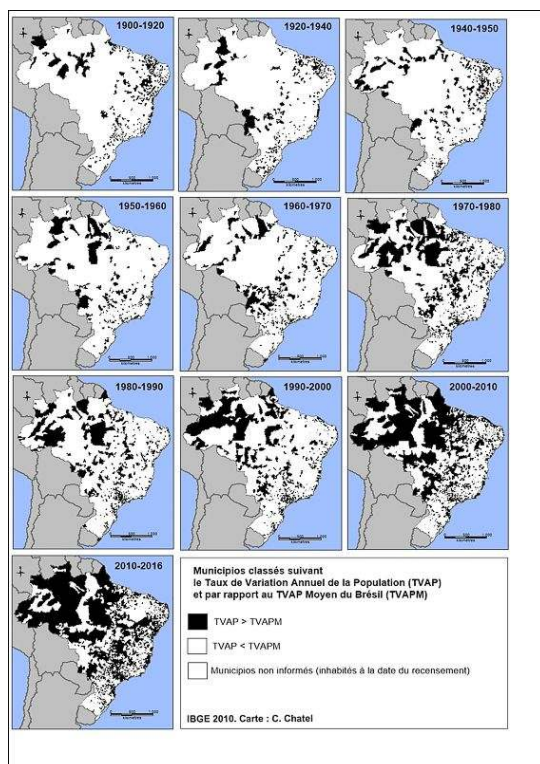 1900-1920
1920-1940
1940-1950
1950-1960
1960-1970
1970-1980
1980-1990
1990-2000
2000-2010
2010-2016
Municipios classés suivant
le Taux de Variation Annuel de la Population (TVAP)
et par rapport au TVAP Moyen du Brésil (TVAPM)
TVAP > TVAPM
TVAP < TVAPM
Municipios non informés (inhabités à la date du recensement)
IBGE 2010. Carte : C. Chatel